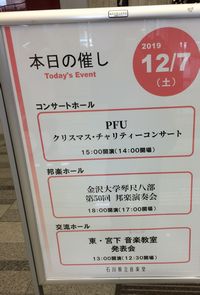 本日の催し
Today's Event
2019
12/7
(土)
コンサートホール
PFU
クリスマス・チャリティーコンサート
15:00開演(14:00開場)
邦楽ホール
金沢大学琴尺八部
第50回 邦楽演奏会
18:00開演(17:00開場)
交流ホール
東・宮下 音楽教室
発表会
13:00開演(12:30開場)
石川県立音楽堂